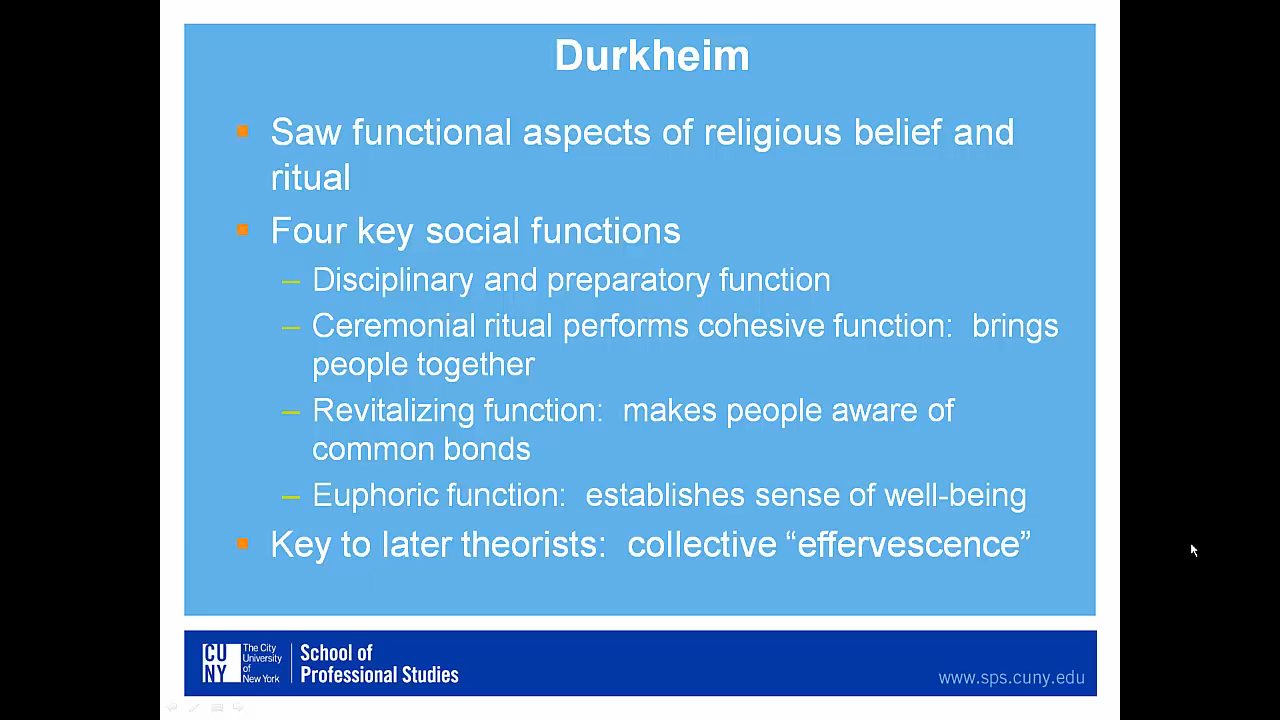 Durkheim
Saw functional aspects of religious belief and
ritual
Four key social functions
– Disciplinary and preparatory function
– Ceremonial ritual performs cohesive function: brings
people together
– Revitalizing function: makes people aware of
common bonds
– Euphoric function: establishes sense of well-being
Key to later theorists: collective “effervescence”
CU
NY
The City
University
of
New York
School of
Professional Studies
www.sps.cuny.edu